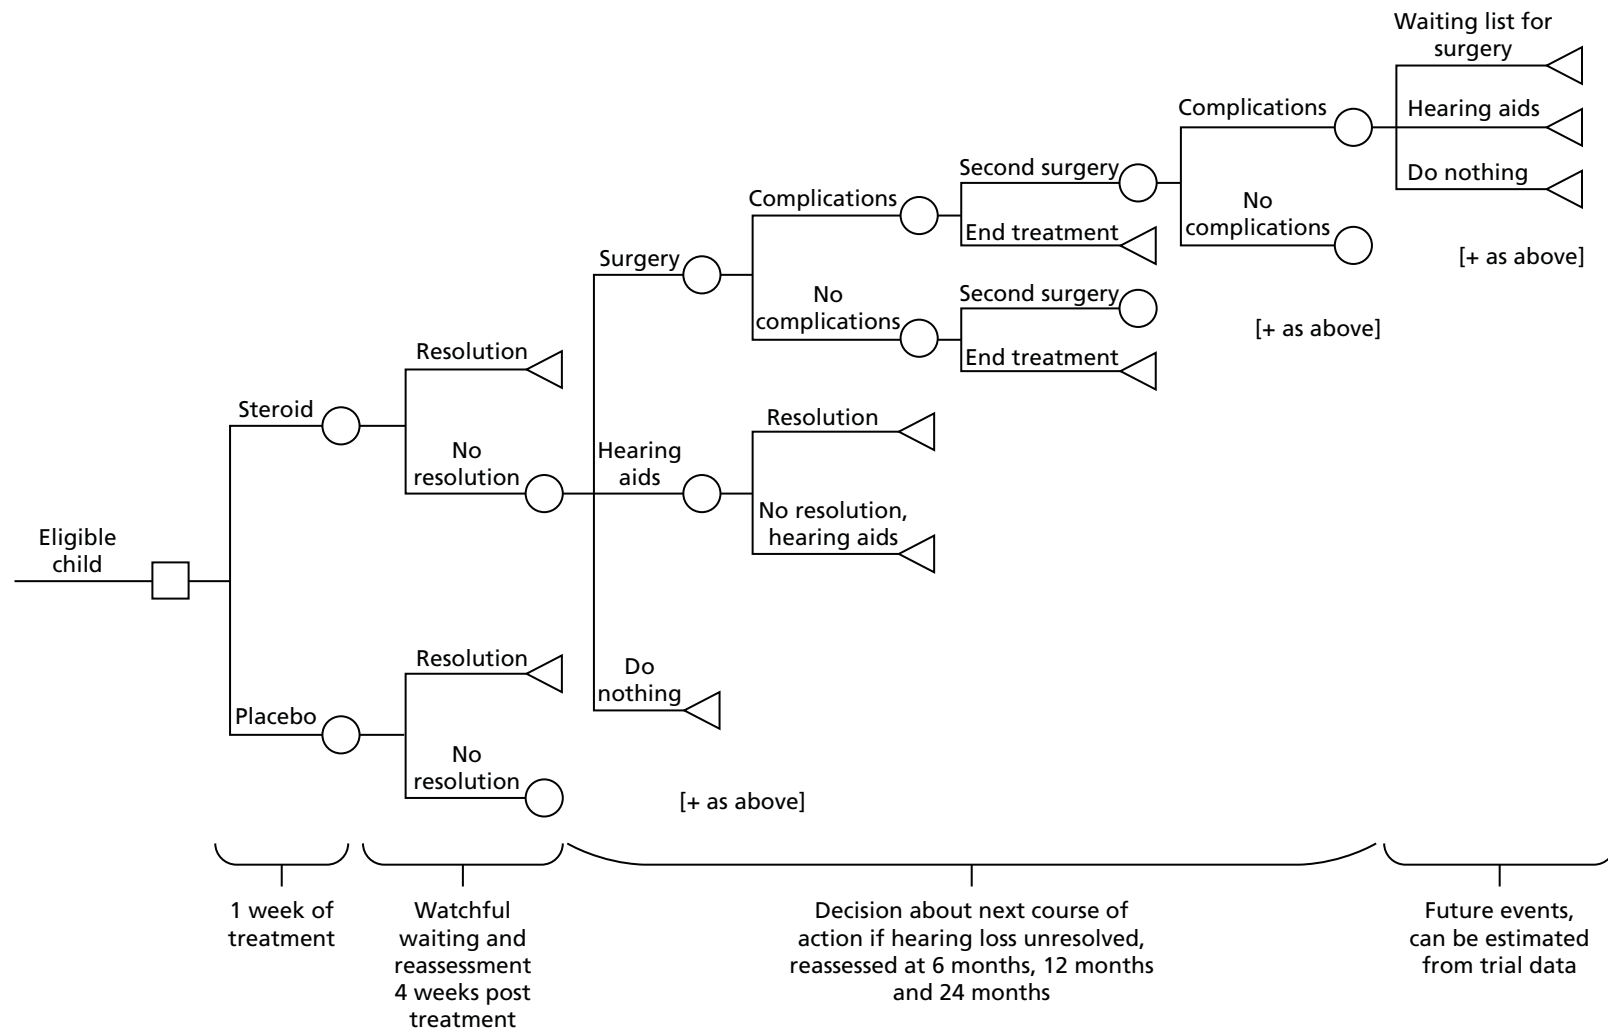 Waiting list for
surgery
Complications
Hearing aids
Second surgery
Do nothing
Complications
No
complications
End treatment
[+ as above]
Surgery
No
complications
Second surgery
[+ as above]
End treatment
Resolution
Steroid
Resolution
No
resolution
Hearing
aids
No resolution,
hearing aids
Eligible
child
Resolution
Do
nothing
Placebo
No
resolution
[+ as above]
1 week of
treatment
Watchful
waiting and
reassessment
4 weeks post
treatment
Decision about next course of
action if hearing loss unresolved,
reassessed at 6 months, 12 months
and 24 months
Future events,
can be estimated
from trial data